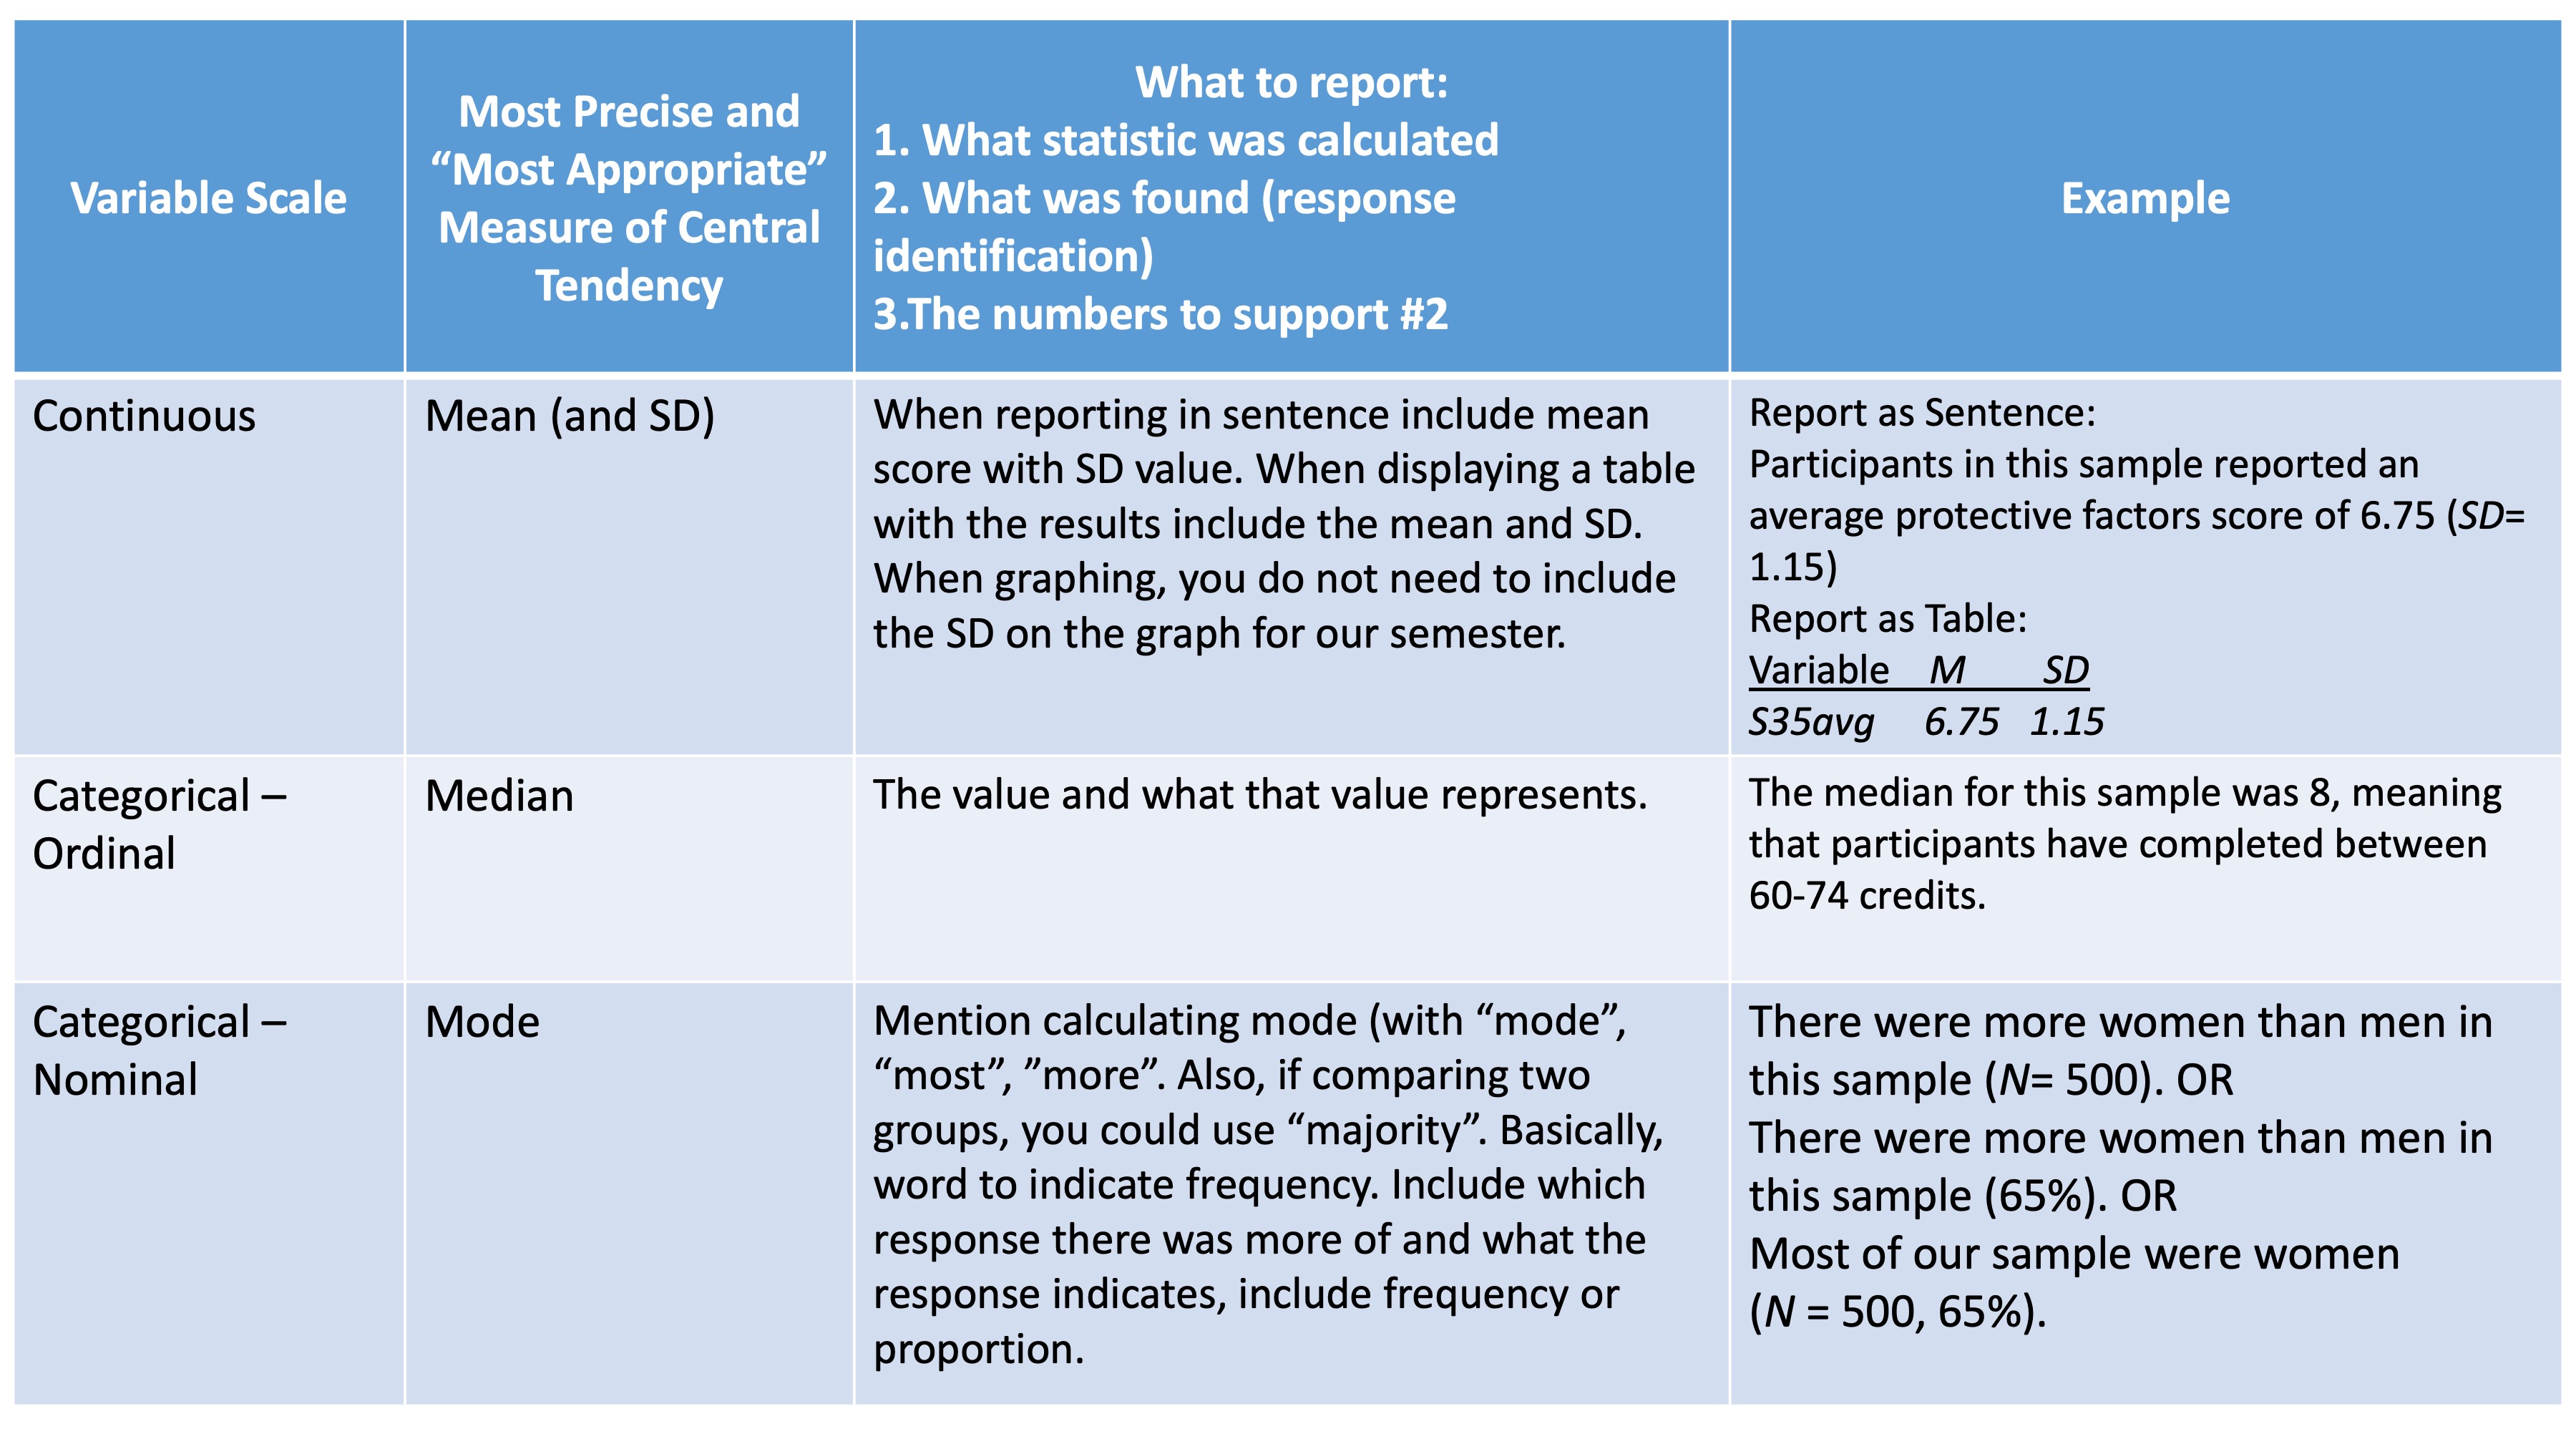 Variable Scale
Most Precise and
“Most Appropriate”
Measure of Central
Tendency
What to report:
1. What statistic was calculated
2. What was found (response
identification)
3.The numbers to support #2
Example
Continuous
Mean (and SD)
When reporting in sentence include mean
score with SD value. When displaying a table
with the results include the mean and SD.
When graphing, you do not need to include
the SD on the graph for our semester.
Report as Sentence:
Participants in this sample reported an
average protective factors score of 6.75 (SD=
1.15)
Report as Table:
Variable M SD
S35avg 6.75 1.15
Categorical –
Ordinal
Median
The value and what that value represents.
The median for this sample was 8, meaning
that participants have completed between
60-74 credits.
Categorical –
Nominal
Mode
Mention calculating mode (with “mode”,
“most”, ”more”. Also, if comparing two
groups, you could use “majority”. Basically,
word to indicate frequency. Include which
response there was more of and what the
response indicates, include frequency or
proportion.
There were more women than men in
this sample (N= 500). OR
There were more women than men in
this sample (65%). OR
Most of our sample were women
(N = 500, 65%).